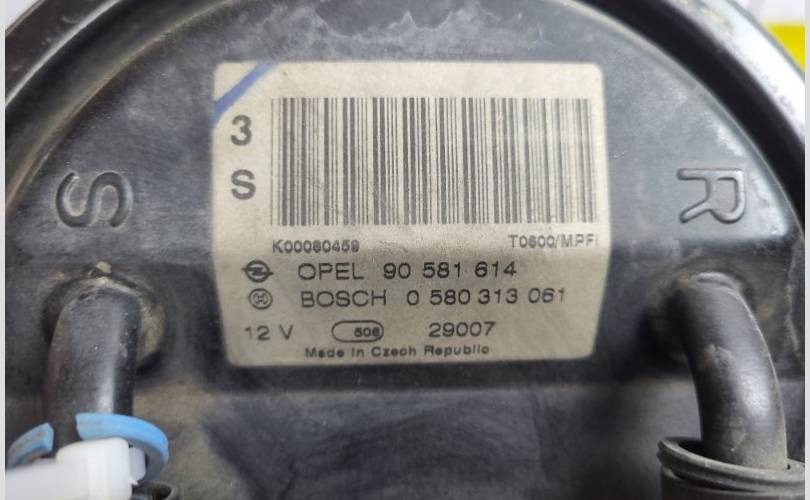 3
S
S
R
K00080459
T0600/MPFI
OPEL 90 581 614
BOSCH 0 580 313 061
12 V 506 29007
Made in Czech Republic